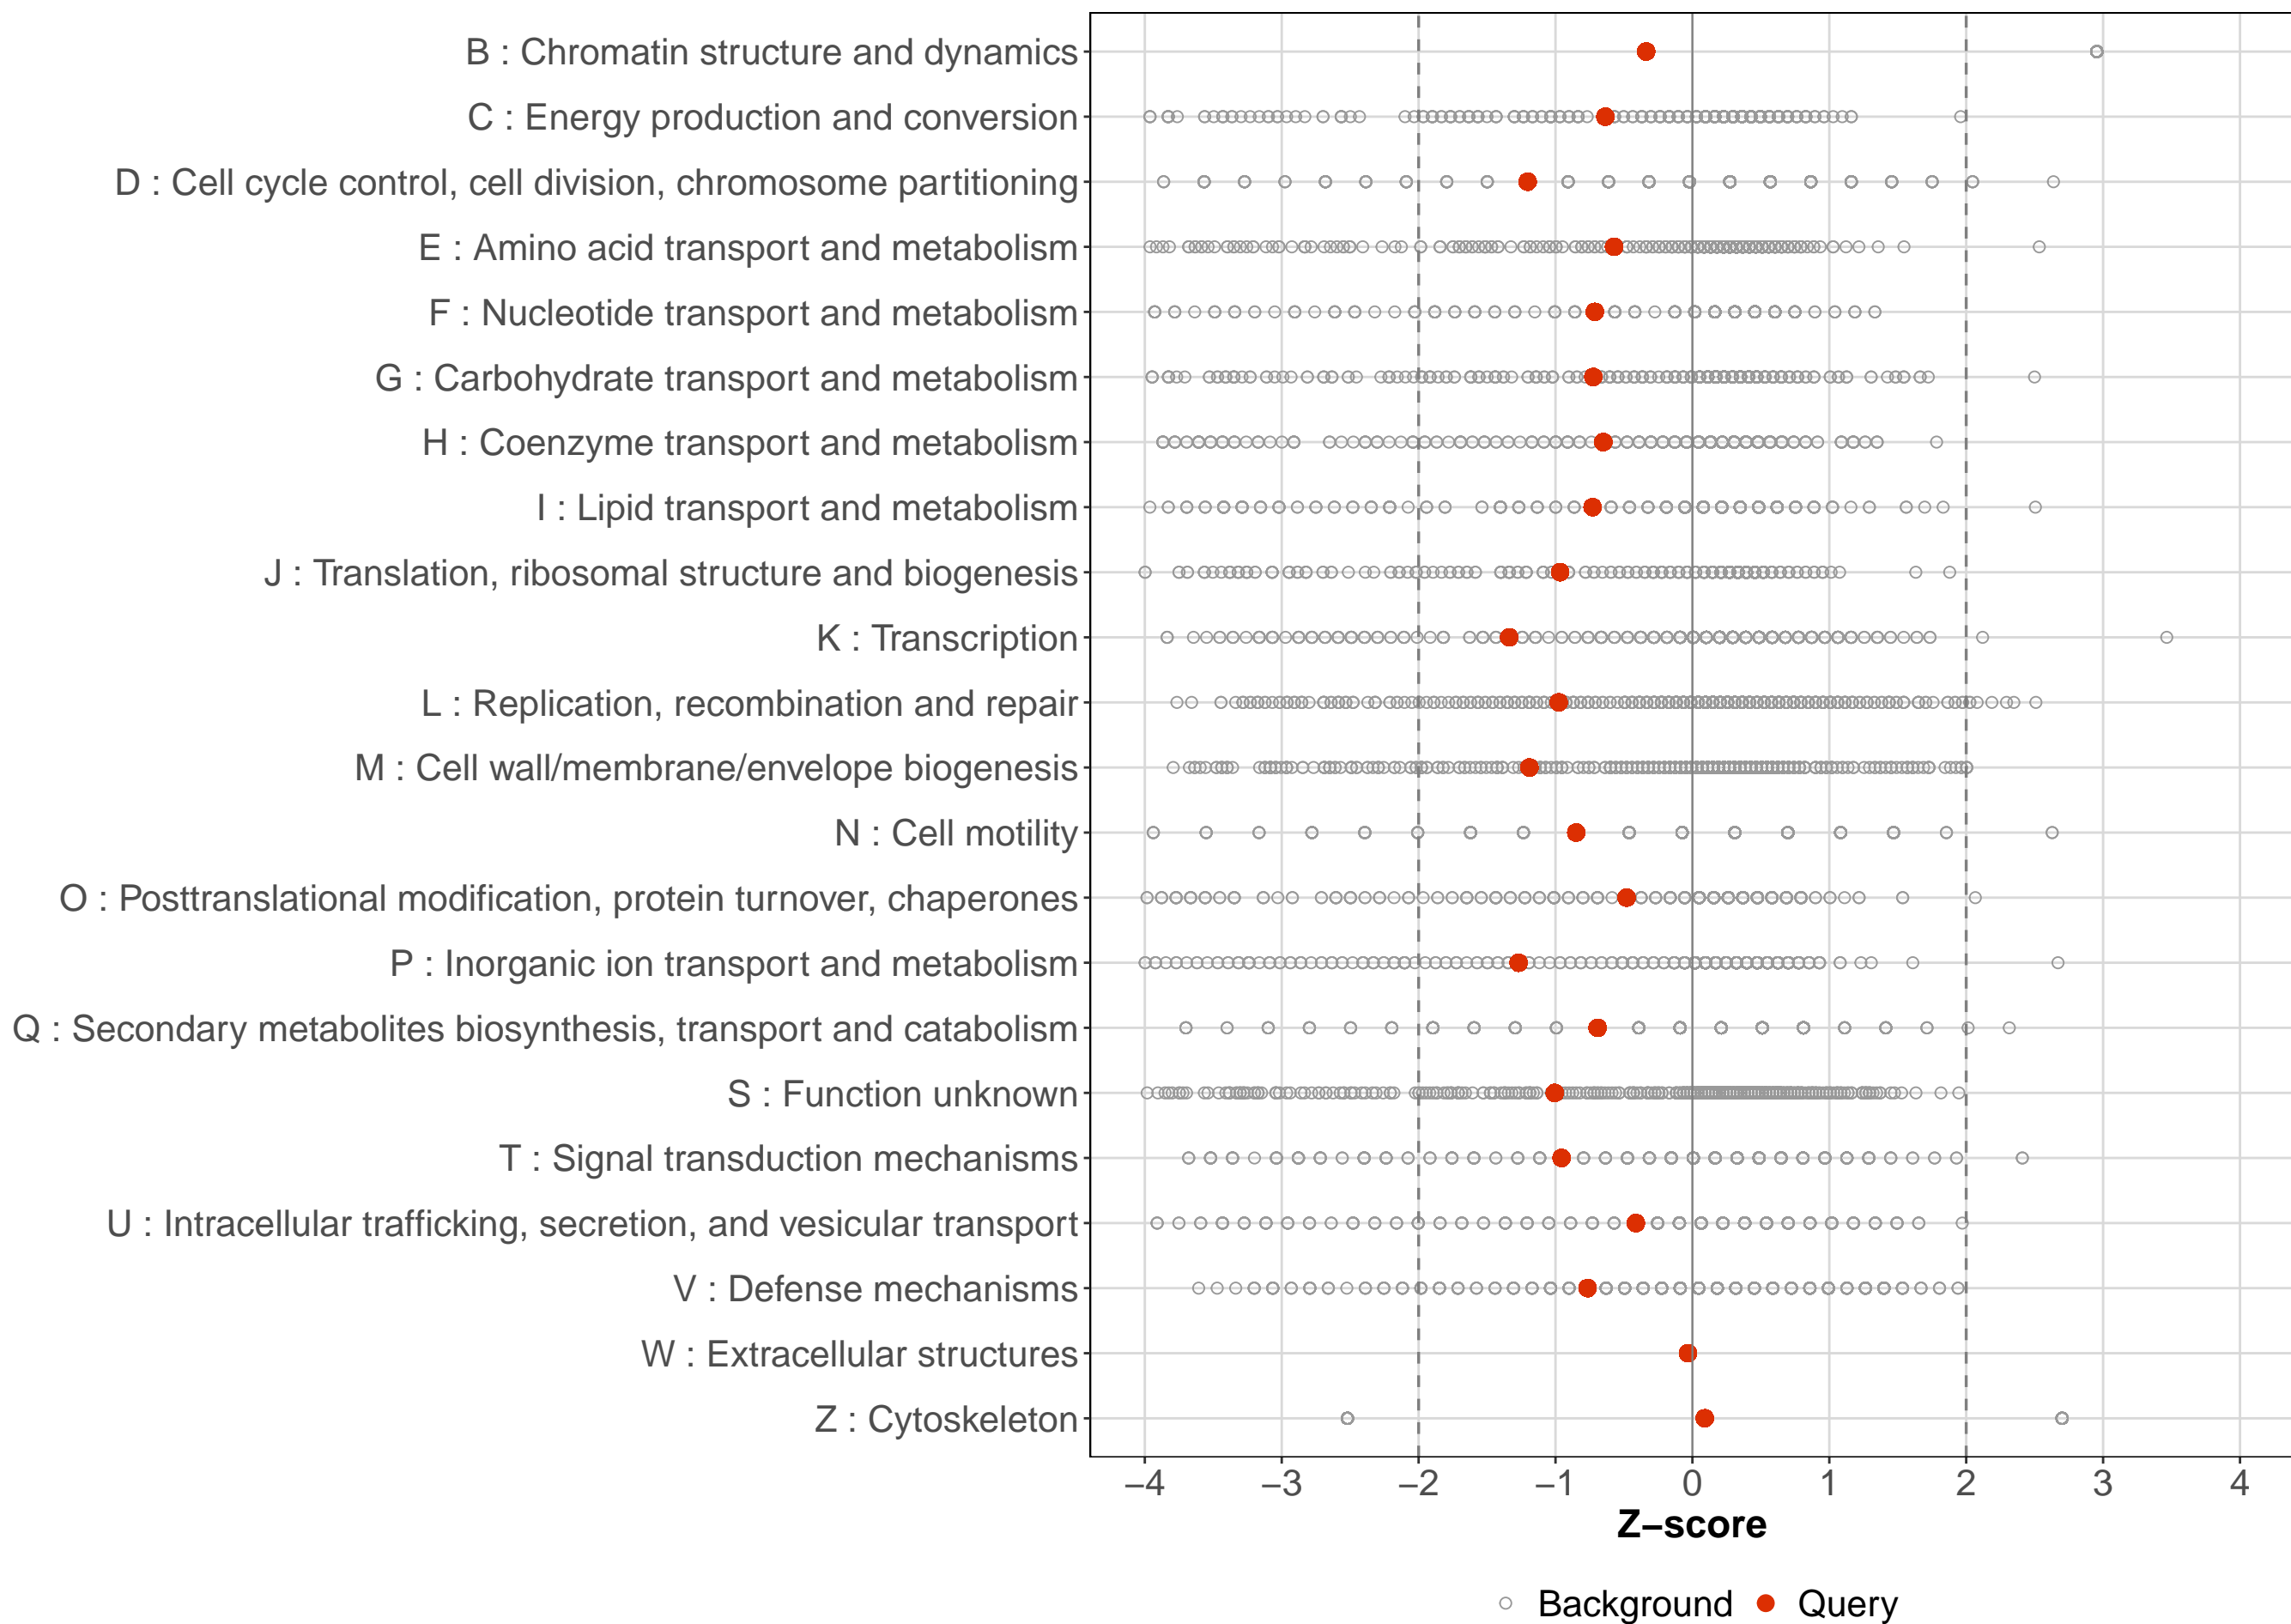 B : Chromatin structure and dynamics
C : Energy production and conversion
D : Cell cycle control, cell division, chromosome partitioning
E : Amino acid transport and metabolism
F : Nucleotide transport and metabolism
G : Carbohydrate transport and metabolism
H : Coenzyme transport and metabolism
I : Lipid transport and metabolism
J : Translation, ribosomal structure and biogenesis
K : Transcription
L : Replication, recombination and repair
M : Cell wall/membrane/envelope biogenesis
N : Cell motility
O : Posttranslational modification, protein turnover, chaperones
P : Inorganic ion transport and metabolism
Q : Secondary metabolites biosynthesis, transport and catabolism
S : Function unknown
T : Signal transduction mechanisms
U : Intracellular trafficking, secretion, and vesicular transport
V : Defense mechanisms
W : Extracellular structures
Z : Cytoskeleton
−4 −3 −2 −1 0 1 2 3 4
Z−score
Background Query